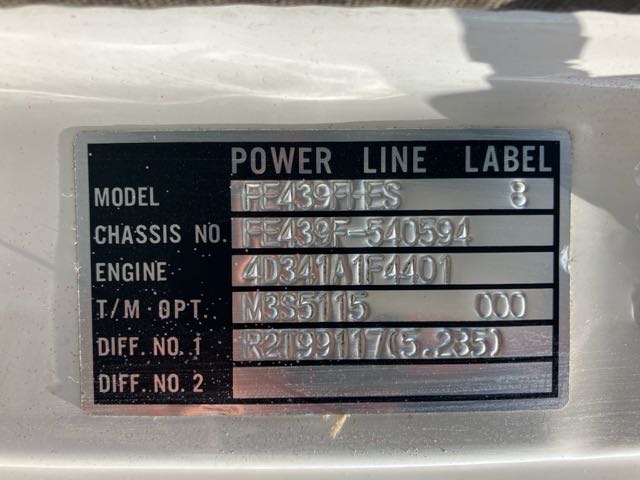 POWER LINE LABEL
MODEL FE439FHES 8
CHASSIS NO. FE439F-540594
ENGINE 4D341A1F4401
T/M·OPT. M3S5115 000
DIFF. NO. 1 R2T99117(5.235)
DIFF. NO. 2